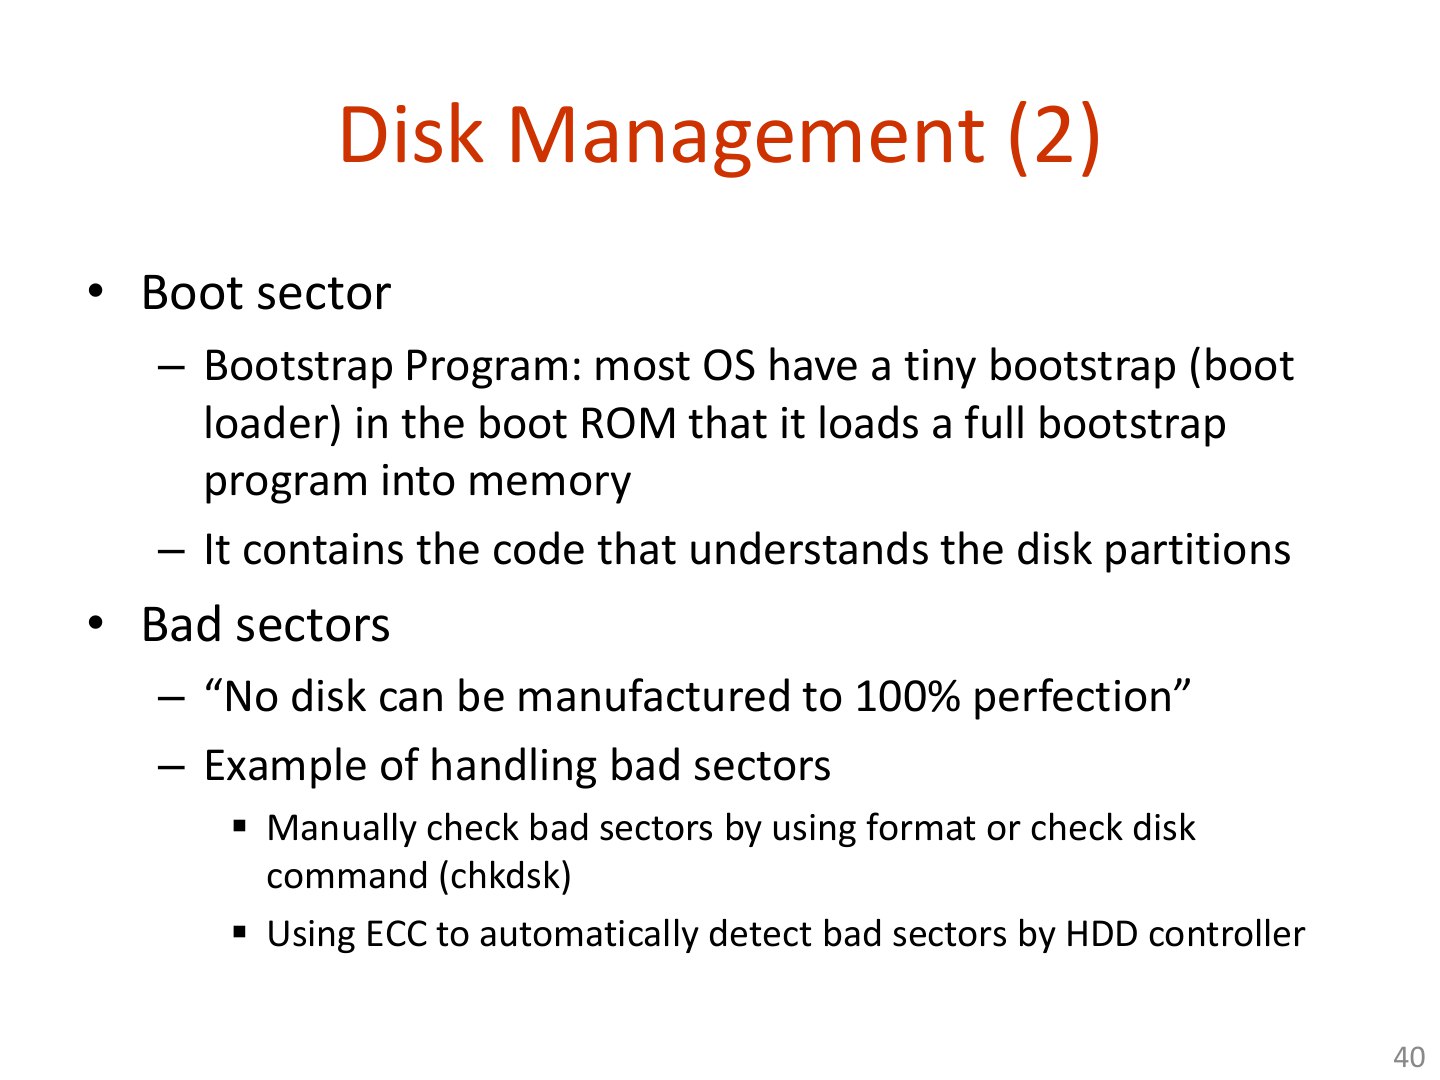 Disk Management (2)
• Boot sector
– Bootstrap Program: most OS have a tiny bootstrap (boot
loader) in the boot ROM that it loads a full bootstrap
program into memory
– It contains the code that understands the disk partitions
• Bad sectors
– “No disk can be manufactured to 100% perfection”
– Example of handling bad sectors
▪ Manually check bad sectors by using format or check disk
command (chkdsk)
▪ Using ECC to automatically detect bad sectors by HDD controller
40